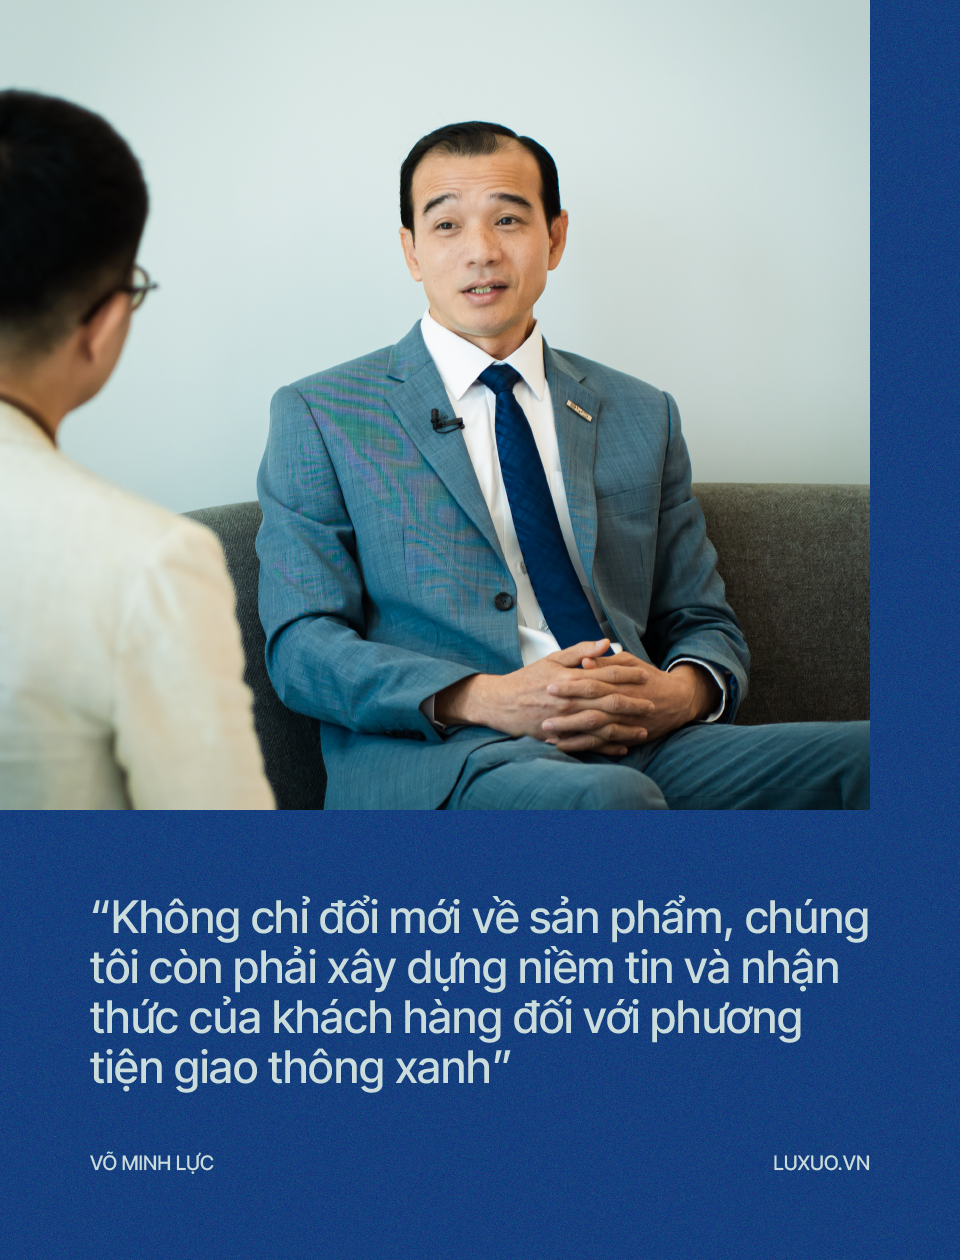 “Không chỉ đổi mới về sản phẩm, chúng
tôi còn phải xây dựng niềm tin và nhận
thức của khách hàng đối với phương
tiện giao thông xanh”
VÕ MINH LỰC
LUXUO.VN